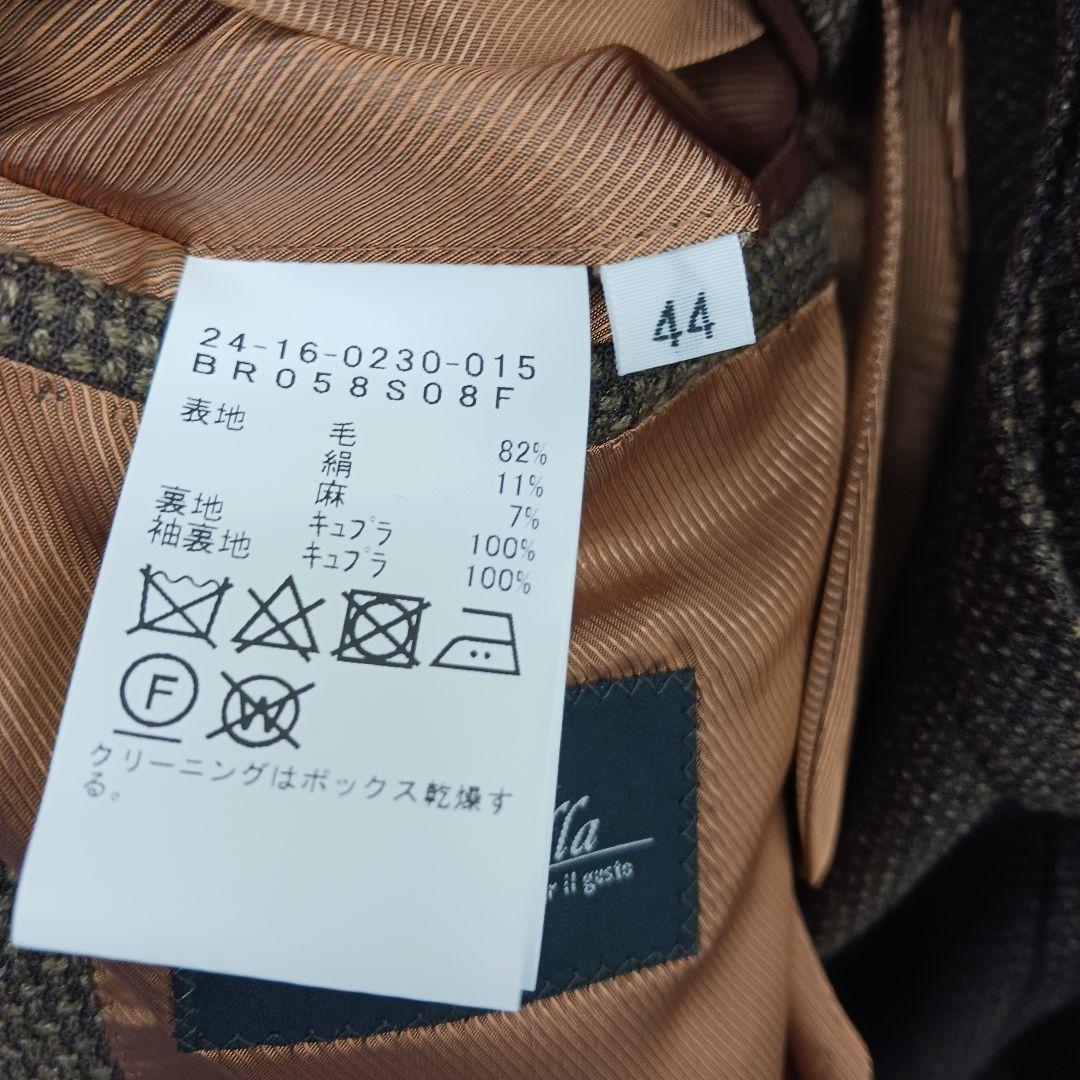 44
24-16-0230-015
BR058S08F
表地 毛 82%
絹 11%
麻 7%
裏地 キュプラ 100%
袖裏地 キュプラ 100%
F W
クリーニングはボックス乾燥す
る。
il gusto